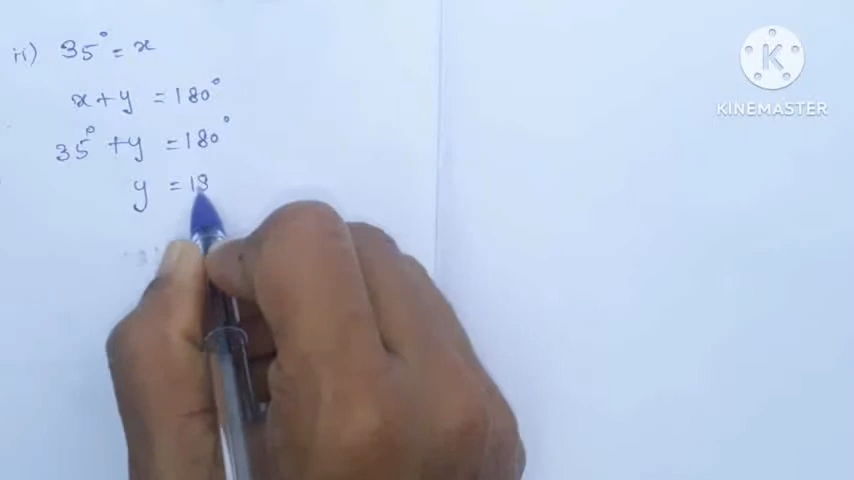 ii) 35° = x
x + y = 180°
35° + y = 180°
y = 18
KINEMASTER